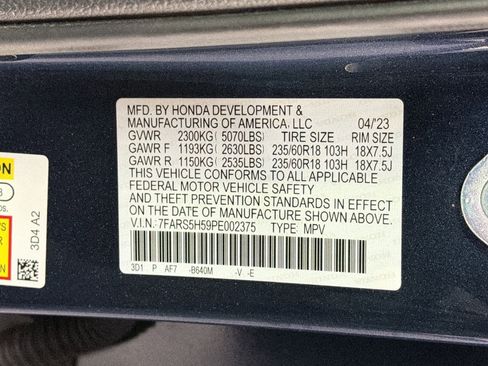 MFD. BY HONDA DEVELOPMENT &
MANUFACTURING OF AMERICA, LLC 04/'23
GVWR 2300KG ( 5070LBS) TIRE SIZE RIM SIZE
GAWR F 1193KG ( 2630LBS) 235/60R18 103H 18X7.5J
GAWR R 1150KG ( 2535LBS) 235/60R18 103H 18X7.5J
THIS VEHICLE CONFORMS TO ALL APPLICABLE
FEDERAL MOTOR VEHICLE SAFETY
AND THEFT PREVENTION STANDARDS IN EFFECT
ON THE DATE OF MANUFACTURE SHOWN ABOVE.
V.I.N.: 7FARS5H59PE002375 TYPE: MPV
3D1 P AF7 -B640M -V -E
3D4 A2